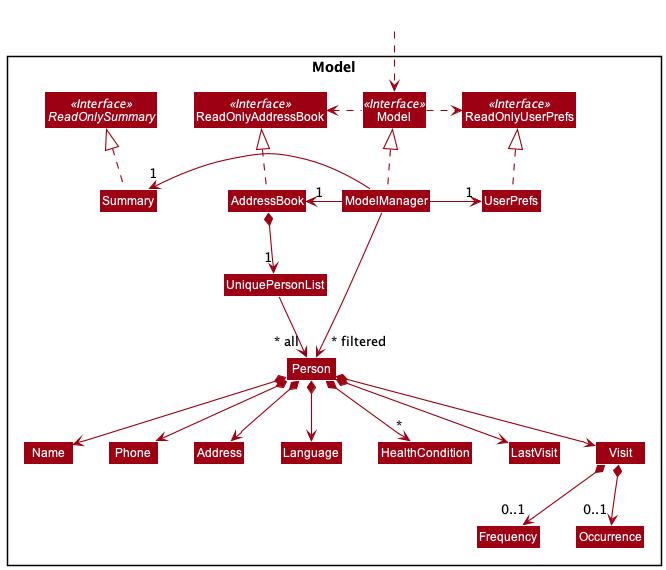 Model
«Interface»
ReadOnlySummary
«Interface»
ReadOnlyAddressBook
«Interface»
Model
«Interface»
ReadOnlyUserPrefs
1
Summary
AddressBook
1
ModelManager
1
UserPrefs
1
UniquePersonList
* all
* filtered
Person
*
Name
Phone
Address
Language
HealthCondition
LastVisit
Visit
0..1
0..1
Frequency
Occurrence